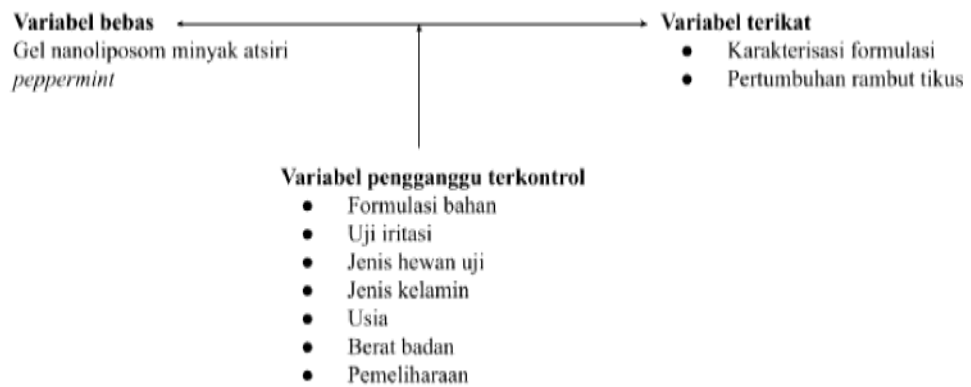 Variabel bebas
Gel nanoliposom minyak atsiri
peppermint
Variabel terikat
● Karakterisasi formulasi
● Pertumbuhan rambut tikus
Variabel pengganggu terkontrol
● Formulasi bahan
● Uji iritasi
● Jenis hewan uji
● Jenis kelamin
● Usia
● Berat badan
● Pemeliharaan